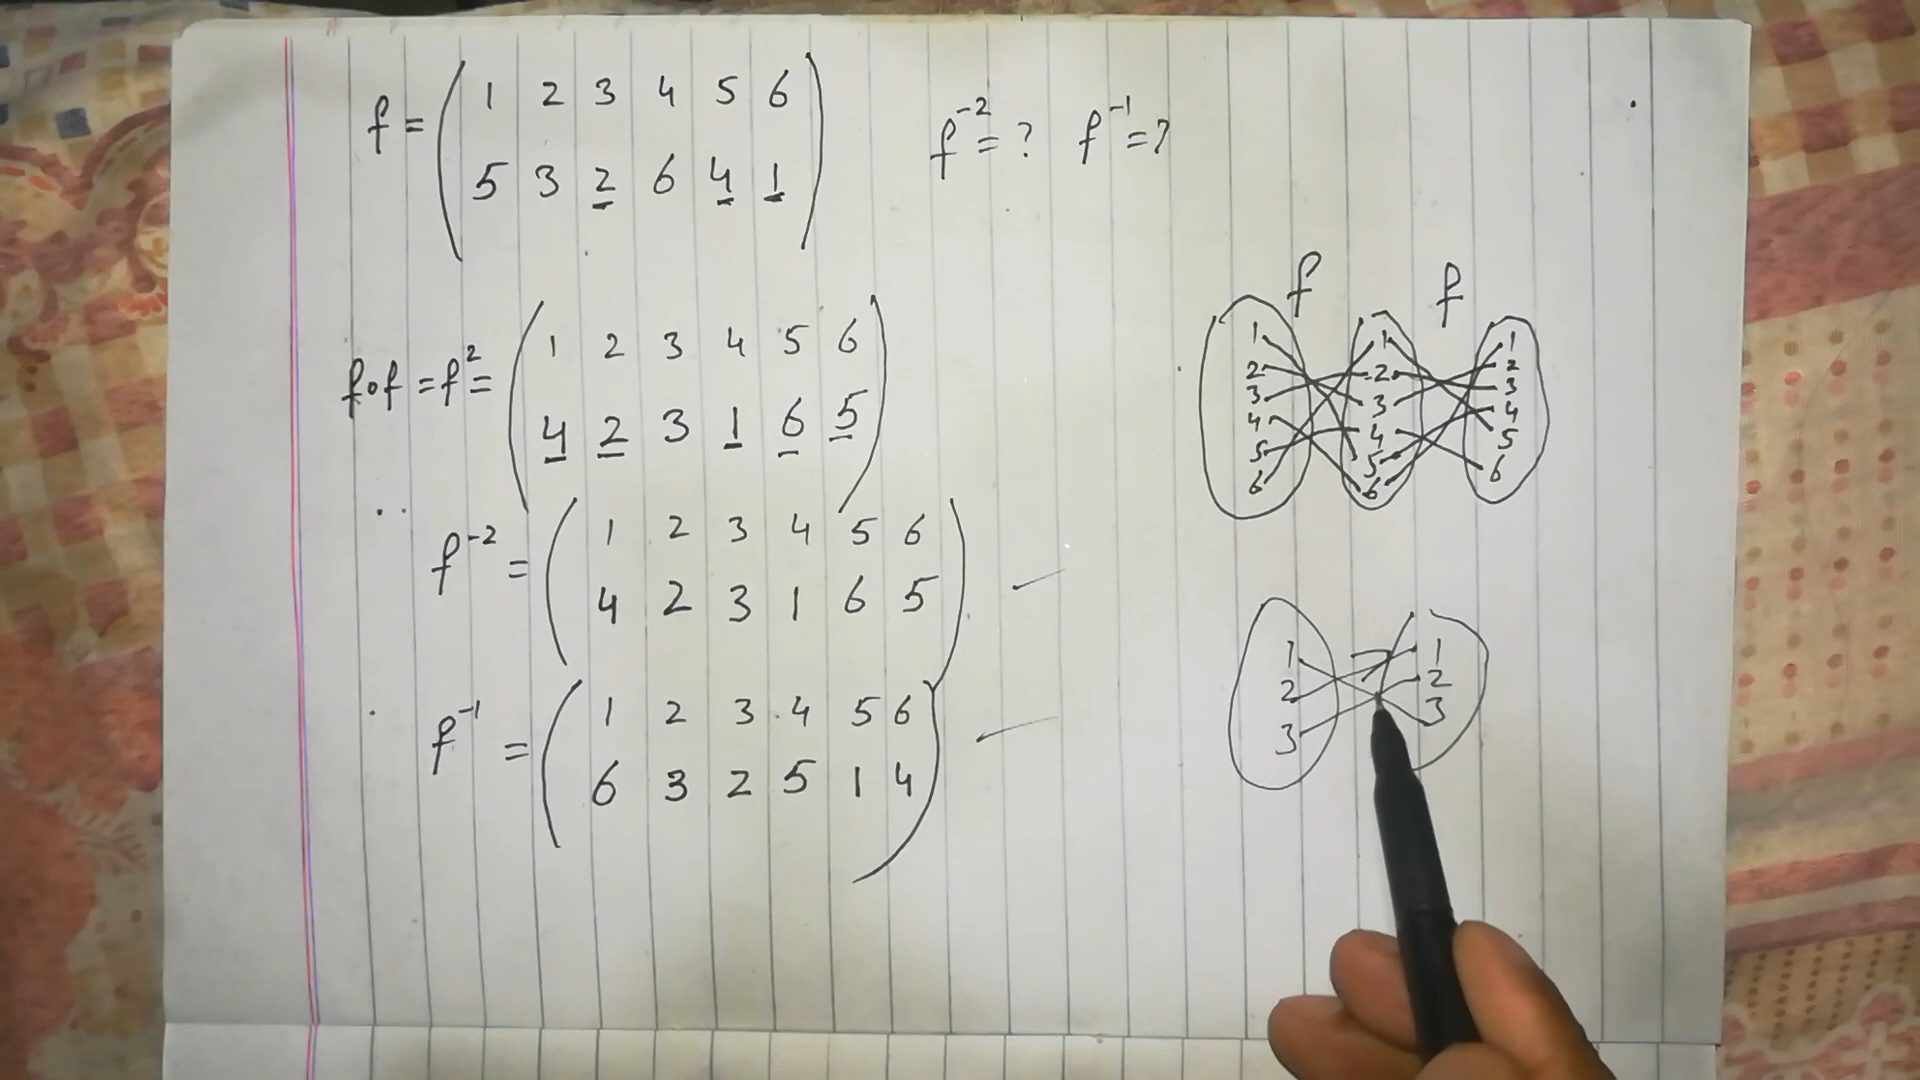 f = ( 1 2 3 4 5 6
5 3 2 6 4 1 )
f⁻² = ? f⁻¹ = ?
fof = f² = ( 1 2 3 4 5 6
4 2 3 1 6 5 )
f⁻² = ( 1 2 3 4 5 6
4 2 3 1 6 5 )
f⁻¹ = ( 1 2 3 4 5 6
6 3 2 5 1 4 )
f f
1 1 1
2 2 2
3 3 3
4 4 4
5 5 5
6 6 6
1 1
2 2
3 3